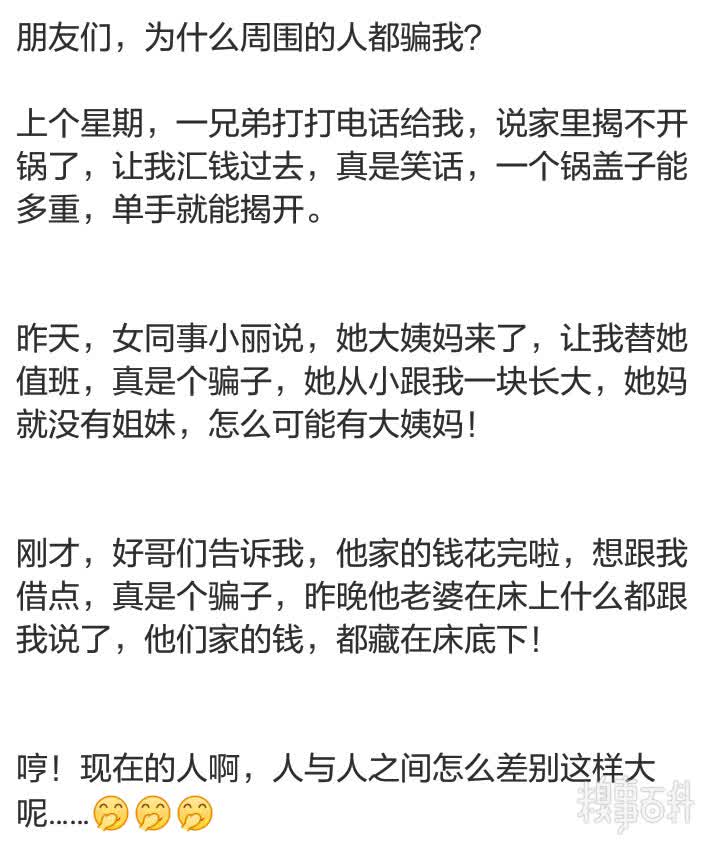 朋友们，为什么周围的人都骗我？
上个星期，一兄弟打打电话给我，说家里揭不开
锅了，让我汇钱过去，真是笑话，一个锅盖子能
多重，单手就能揭开。
昨天，女同事小丽说，她大姨妈来了，让我替她
值班，真是个骗子，她从小跟我一块长大，她妈
就没有姐妹，怎么可能有大姨妈！
刚才，好哥们告诉我，他家的钱花完啦，想跟我
借点，真是个骗子，昨晚他老婆在床上什么都跟
我说了，他们家的钱，都藏在床底下！
哼！现在的人啊，人与人之间怎么差别这样大
呢......🤭🤭🤭
糗事百科